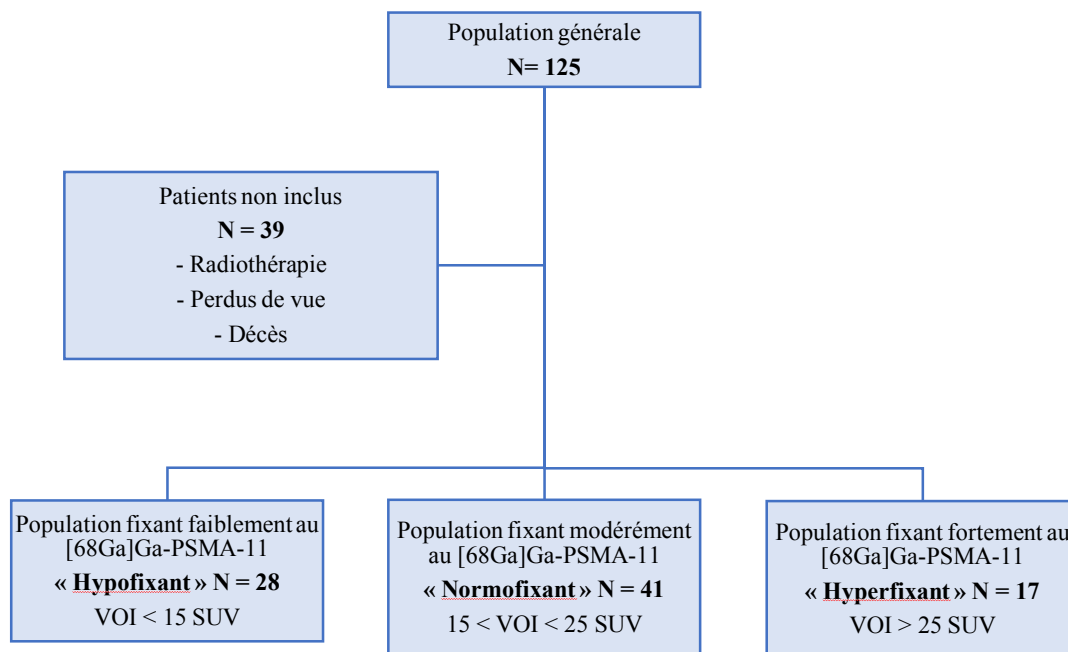 Population générale
N= 125
Patients non inclus
N = 39
- Radiothérapie
- Perdus de vue
- Décès
Population fixant faiblement au
[68Ga]Ga-PSMA-11
« Hypofixant » N = 28
VOI < 15 SUV
Population fixant modérément
au [68Ga]Ga-PSMA-11
« Normofixant » N = 41
15 < VOI < 25 SUV
Population fixant fortement au
[68Ga]Ga-PSMA-11
« Hyperfixant » N = 17
VOI > 25 SUV